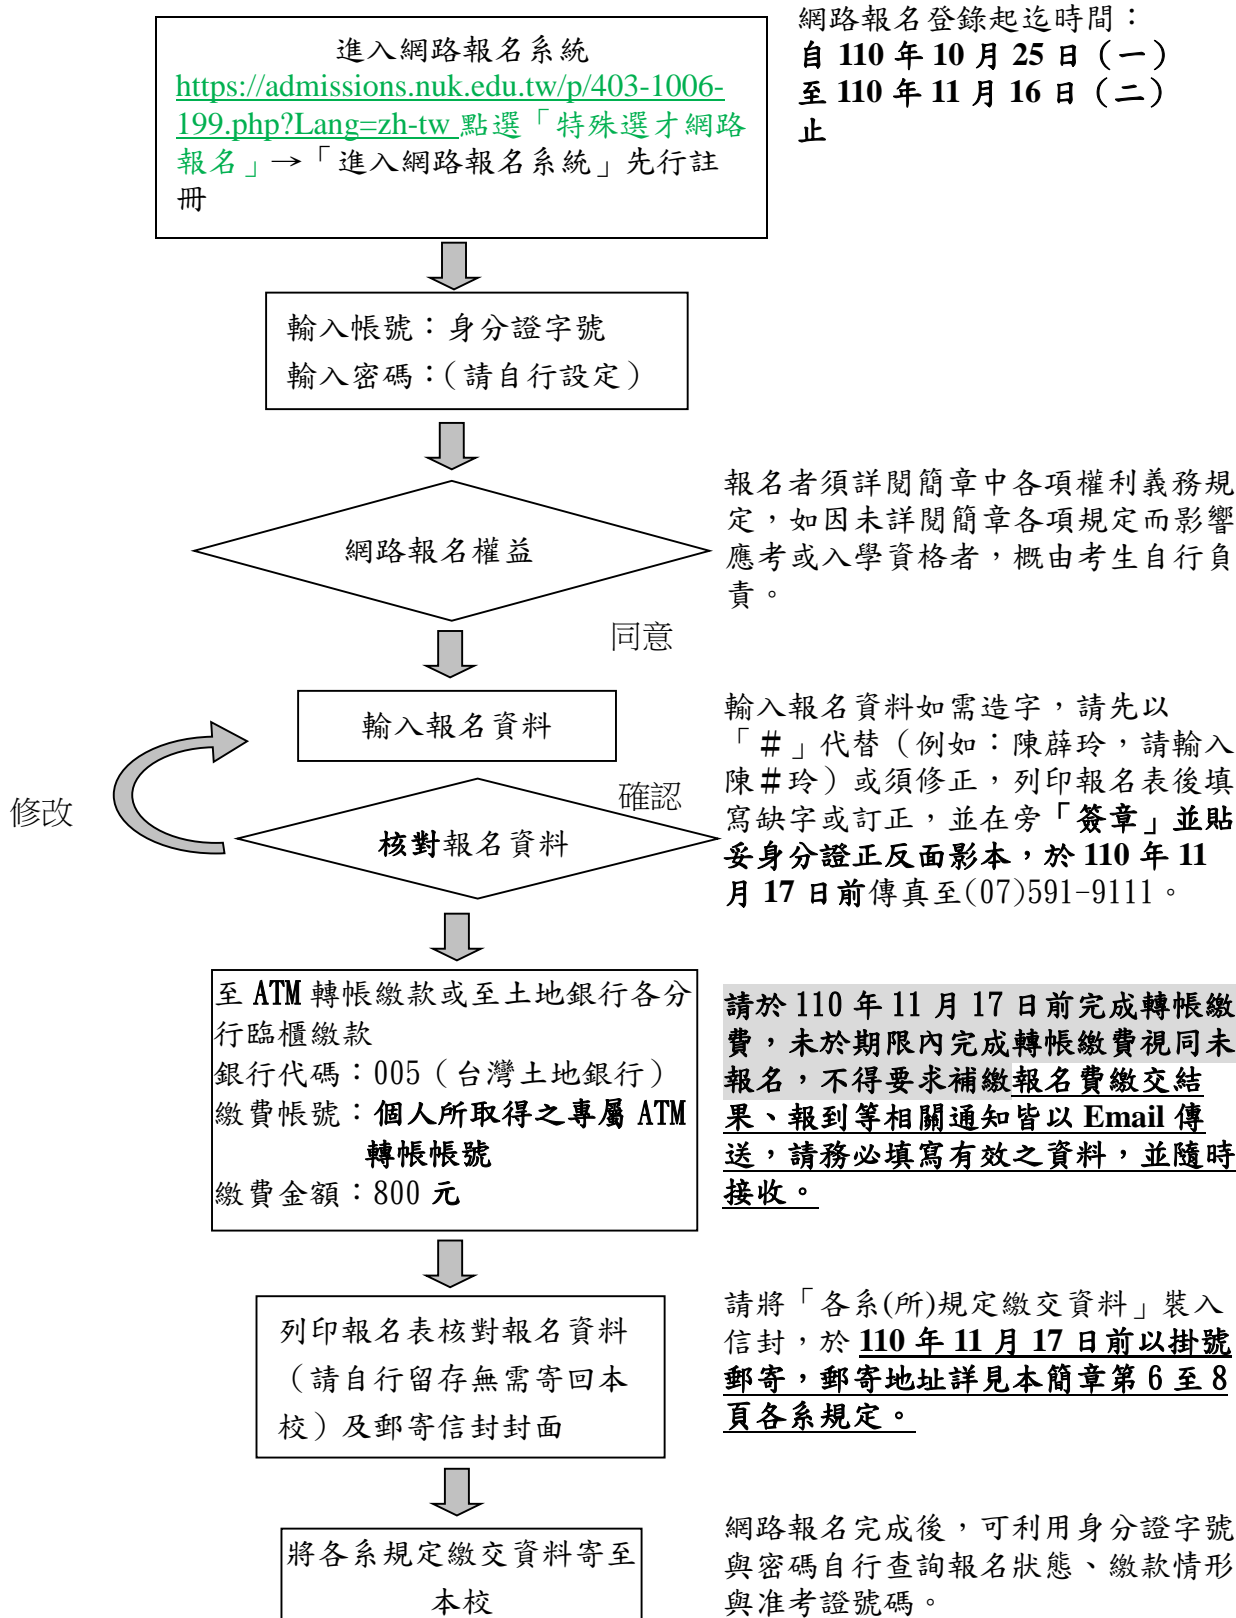 網路報名登錄起迄時間：
自 110 年 10 月 25 日（一）
至 110 年 11 月 16 日（二）
止
進入網路報名系統
https://admissions.nuk.edu.tw/p/403-1006-
199.php?Lang=zh-tw 點選「特殊選才網路
報名」→「進入網路報名系統」先行註
冊
輸入帳號：身分證字號
輸入密碼：（請自行設定）
網路報名權益
報名者須詳閱簡章中各項權利義務規
定，如因未詳閱簡章各項規定而影響
應考或入學資格者，概由考生自行負
責。
同意
輸入報名資料
輸入報名資料如需造字，請先以
「＃」代替（例如：陳薜玲，請輸入
陳＃玲）或須修正，列印報名表後填
寫缺字或訂正，並在旁「簽章」並貼
妥身分證正反面影本，於 110 年 11
月 17 日前傳真至(07)591-9111。
修改
確認
核對報名資料
至 ATM 轉帳繳款或至土地銀行各分
行臨櫃繳款
銀行代碼：005（台灣土地銀行）
繳費帳號：個人所取得之專屬 ATM
轉帳帳號
繳費金額：800 元
請於 110 年 11 月 17 日前完成轉帳繳
費，未於期限內完成轉帳繳費視同未
報名，不得要求補繳報名費繳交結
果、報到等相關通知皆以 Email 傳
送，請務必填寫有效之資料，並隨時
接收。
列印報名表核對報名資料
（請自行留存無需寄回本
校）及郵寄信封封面
請將「各系(所)規定繳交資料」裝入
信封，於 110 年 11 月 17 日前以掛號
郵寄，郵寄地址詳見本簡章第 6 至 8
頁各系規定。
將各系規定繳交資料寄至
本校
網路報名完成後，可利用身分證字號
與密碼自行查詢報名狀態、繳款情形
與准考證號碼。